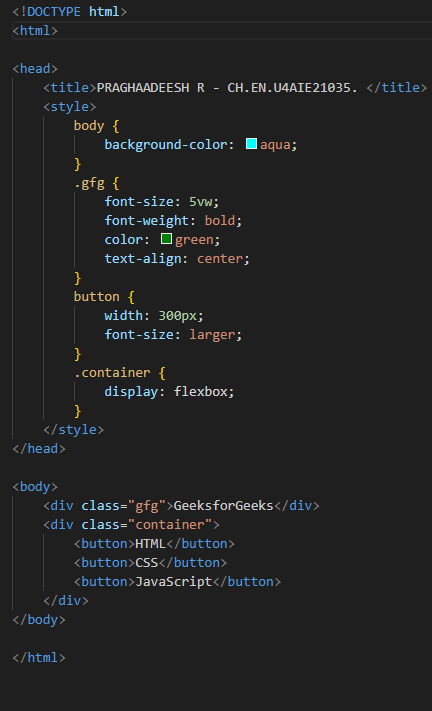 <!DOCTYPE html>
<html>
<head>
<title>PRAGHAADEESH R - CH.EN.U4AIE21035. </title>
<style>
body {
background-color: aqua;
}
.gfg {
font-size: 5vw;
font-weight: bold;
color: green;
text-align: center;
}
button {
width: 300px;
font-size: larger;
}
.container {
display: flexbox;
}
</style>
</head>
<body>
<div class="gfg">GeeksforGeeks</div>
<div class="container">
<button>HTML</button>
<button>CSS</button>
<button>JavaScript</button>
</div>
</body>
</html>